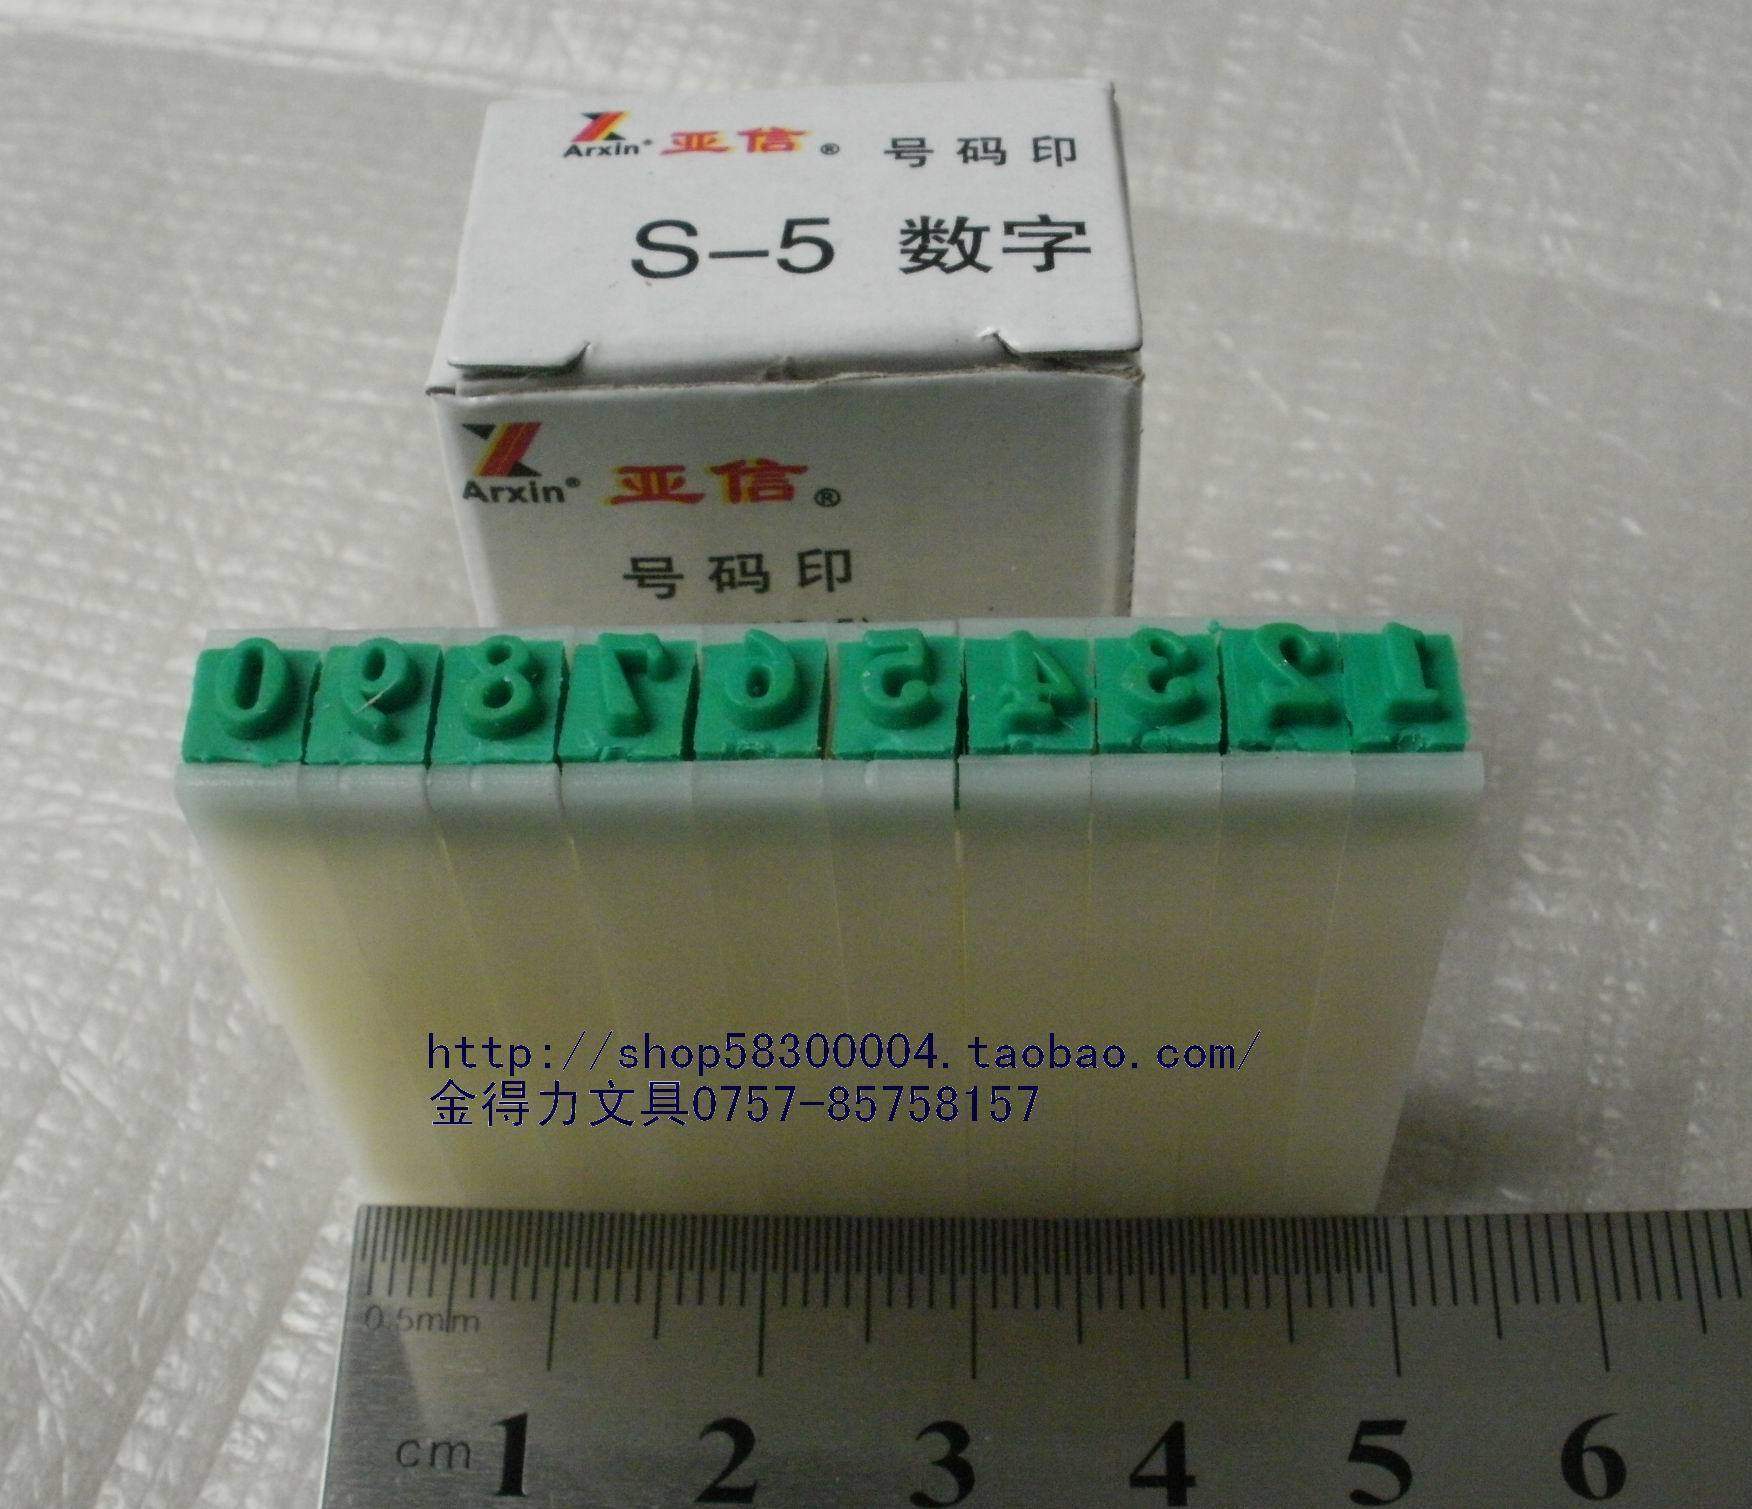 Arxin® 亚信® 号码印
S-5 数字
Arxin® 亚信®
号码印
0 9 8 7 6 5 4 3 2 1
http://shop58300004.taobao.com/
金得力文具0757-85758157
0.5mm
cm 1 2 3 4 5 6